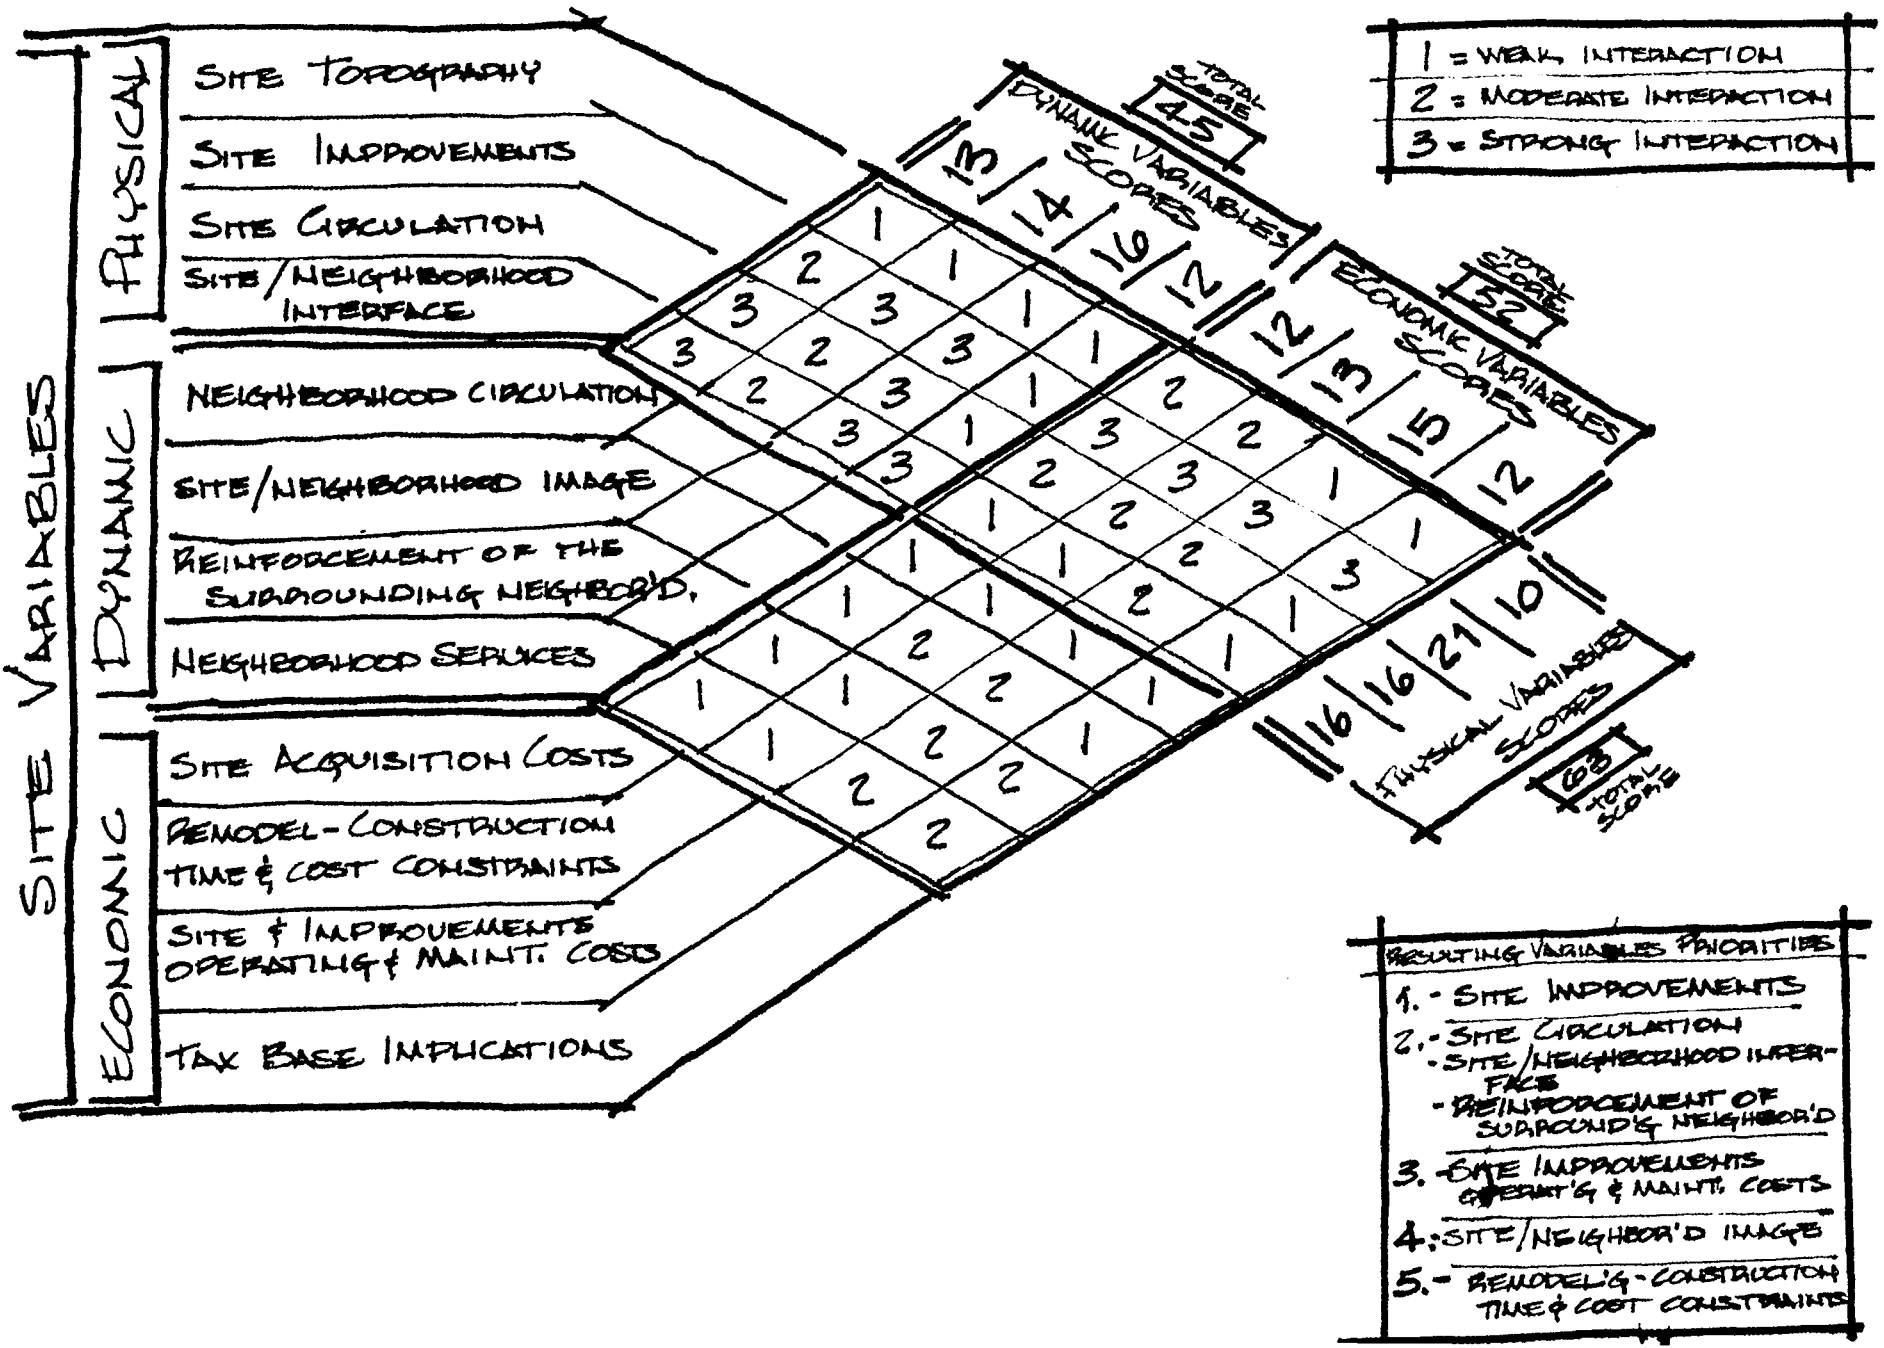 SITE VARIABLES
PHYSICAL
SITE TOPOGRAPHY
SITE IMPROVEMENTS
SITE CIRCULATION
SITE/NEIGHBORHOOD
INTERFACE
DYNAMIC
NEIGHBORHOOD CIRCULATION
SITE/NEIGHBORHOOD IMAGE
REINFORCEMENT OF THE
SURROUNDING NEIGHBOR'D.
NEIGHBORHOOD SERVICES
ECONOMIC
SITE ACQUISITION COSTS
REMODEL-CONSTRUCTION
TIME & COST CONSTRAINTS
SITE & IMPROVEMENTS
OPERATING & MAINT. COSTS
TAX BASE IMPLICATIONS
1
2 1
3 3 1
3 2 3 1
2 3 1 2
3 1 3 2
3 2 3 1
1 2 3 1
1 1 2 3
1 1 2 1
1 2 1 1
1 1 2 1
1 2 1
2 2
2
TOTAL
SCORE
45
DYNAMIC VARIABLES
SCORES
13 14 16 12
TOTAL
SCORE
52
ECONOMIC VARIABLES
SCORES
12 13 15 12
16 16 21 10
PHYSICAL VARIABLES
SCORES
63
TOTAL
SCORE
1 = WEAK INTERACTION
2 = MODERATE INTERACTION
3 = STRONG INTERACTION
RESULTING VARIABLES PRIORITIES
1. - SITE IMPROVEMENTS
2. - SITE CIRCULATION
- SITE/NEIGHBORHOOD INTER-
FACE
- REINFORCEMENT OF
SURROUND'G NEIGHBOR'D
3. - SITE IMPROVEMENTS
OPERAT'G & MAINT. COSTS
4. - SITE/NEIGHBOR'D IMAGE
5. - REMODEL'G - CONSTRUCTION
TIME & COST CONSTRAINTS